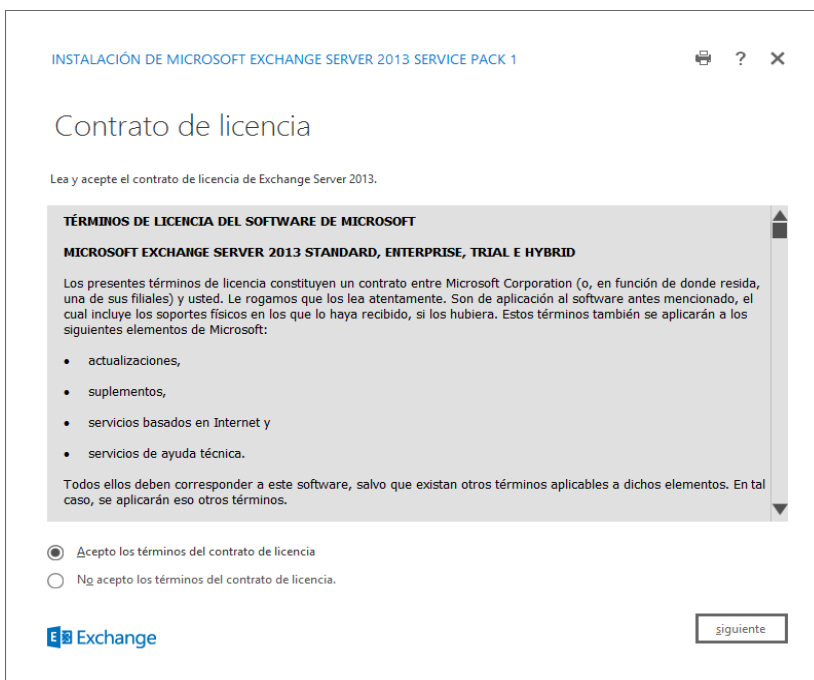 INSTALACIÓN DE MICROSOFT EXCHANGE SERVER 2013 SERVICE PACK 1
?
Contrato de licencia
Lea y acepte el contrato de licencia de Exchange Server 2013.
TÉRMINOS DE LICENCIA DEL SOFTWARE DE MICROSOFT
MICROSOFT EXCHANGE SERVER 2013 STANDARD, ENTERPRISE, TRIAL E HYBRID
Los presentes términos de licencia constituyen un contrato entre Microsoft Corporation (o, en función de donde resida,
una de sus filiales) y usted. Le rogamos que los lea atentamente. Son de aplicación al software antes mencionado, el
cual incluye los soportes físicos en los que lo haya recibido, si los hubiera. Estos términos también se aplicarán a los
siguientes elementos de Microsoft:
• actualizaciones,
• suplementos,
• servicios basados en Internet y
• servicios de ayuda técnica.
Todos ellos deben corresponder a este software, salvo que existan otros términos aplicables a dichos elementos. En tal
caso, se aplicarán eso otros términos.
Acepto los términos del contrato de licencia
No acepto los términos del contrato de licencia.
E Exchange
siguiente